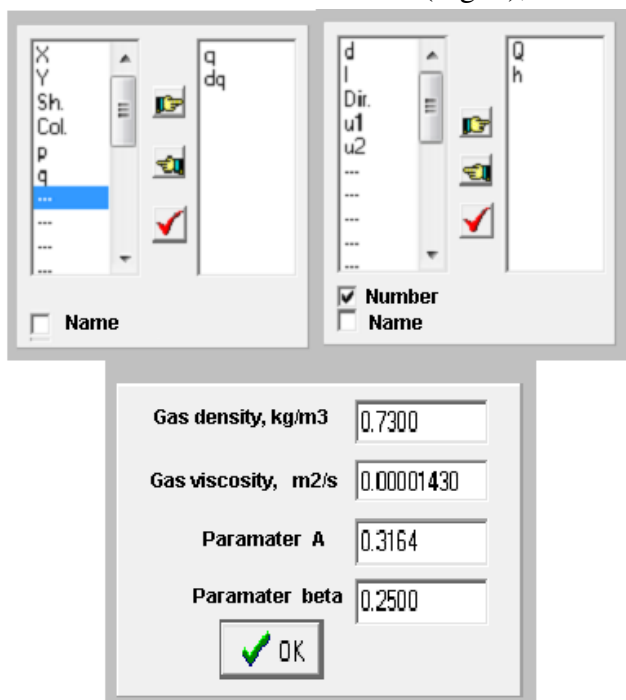 X
Y
Sh.
Col.
p
q
...
...
...
...
q
dq
Name
d
l
Dir.
u1
u2
...
...
...
...
...
Q
h
Number
Name
Gas density, kg/m3 0.7300
Gas viscosity, m2/s 0.00001430
Paramater A 0.3164
Paramater beta 0.2500
OK